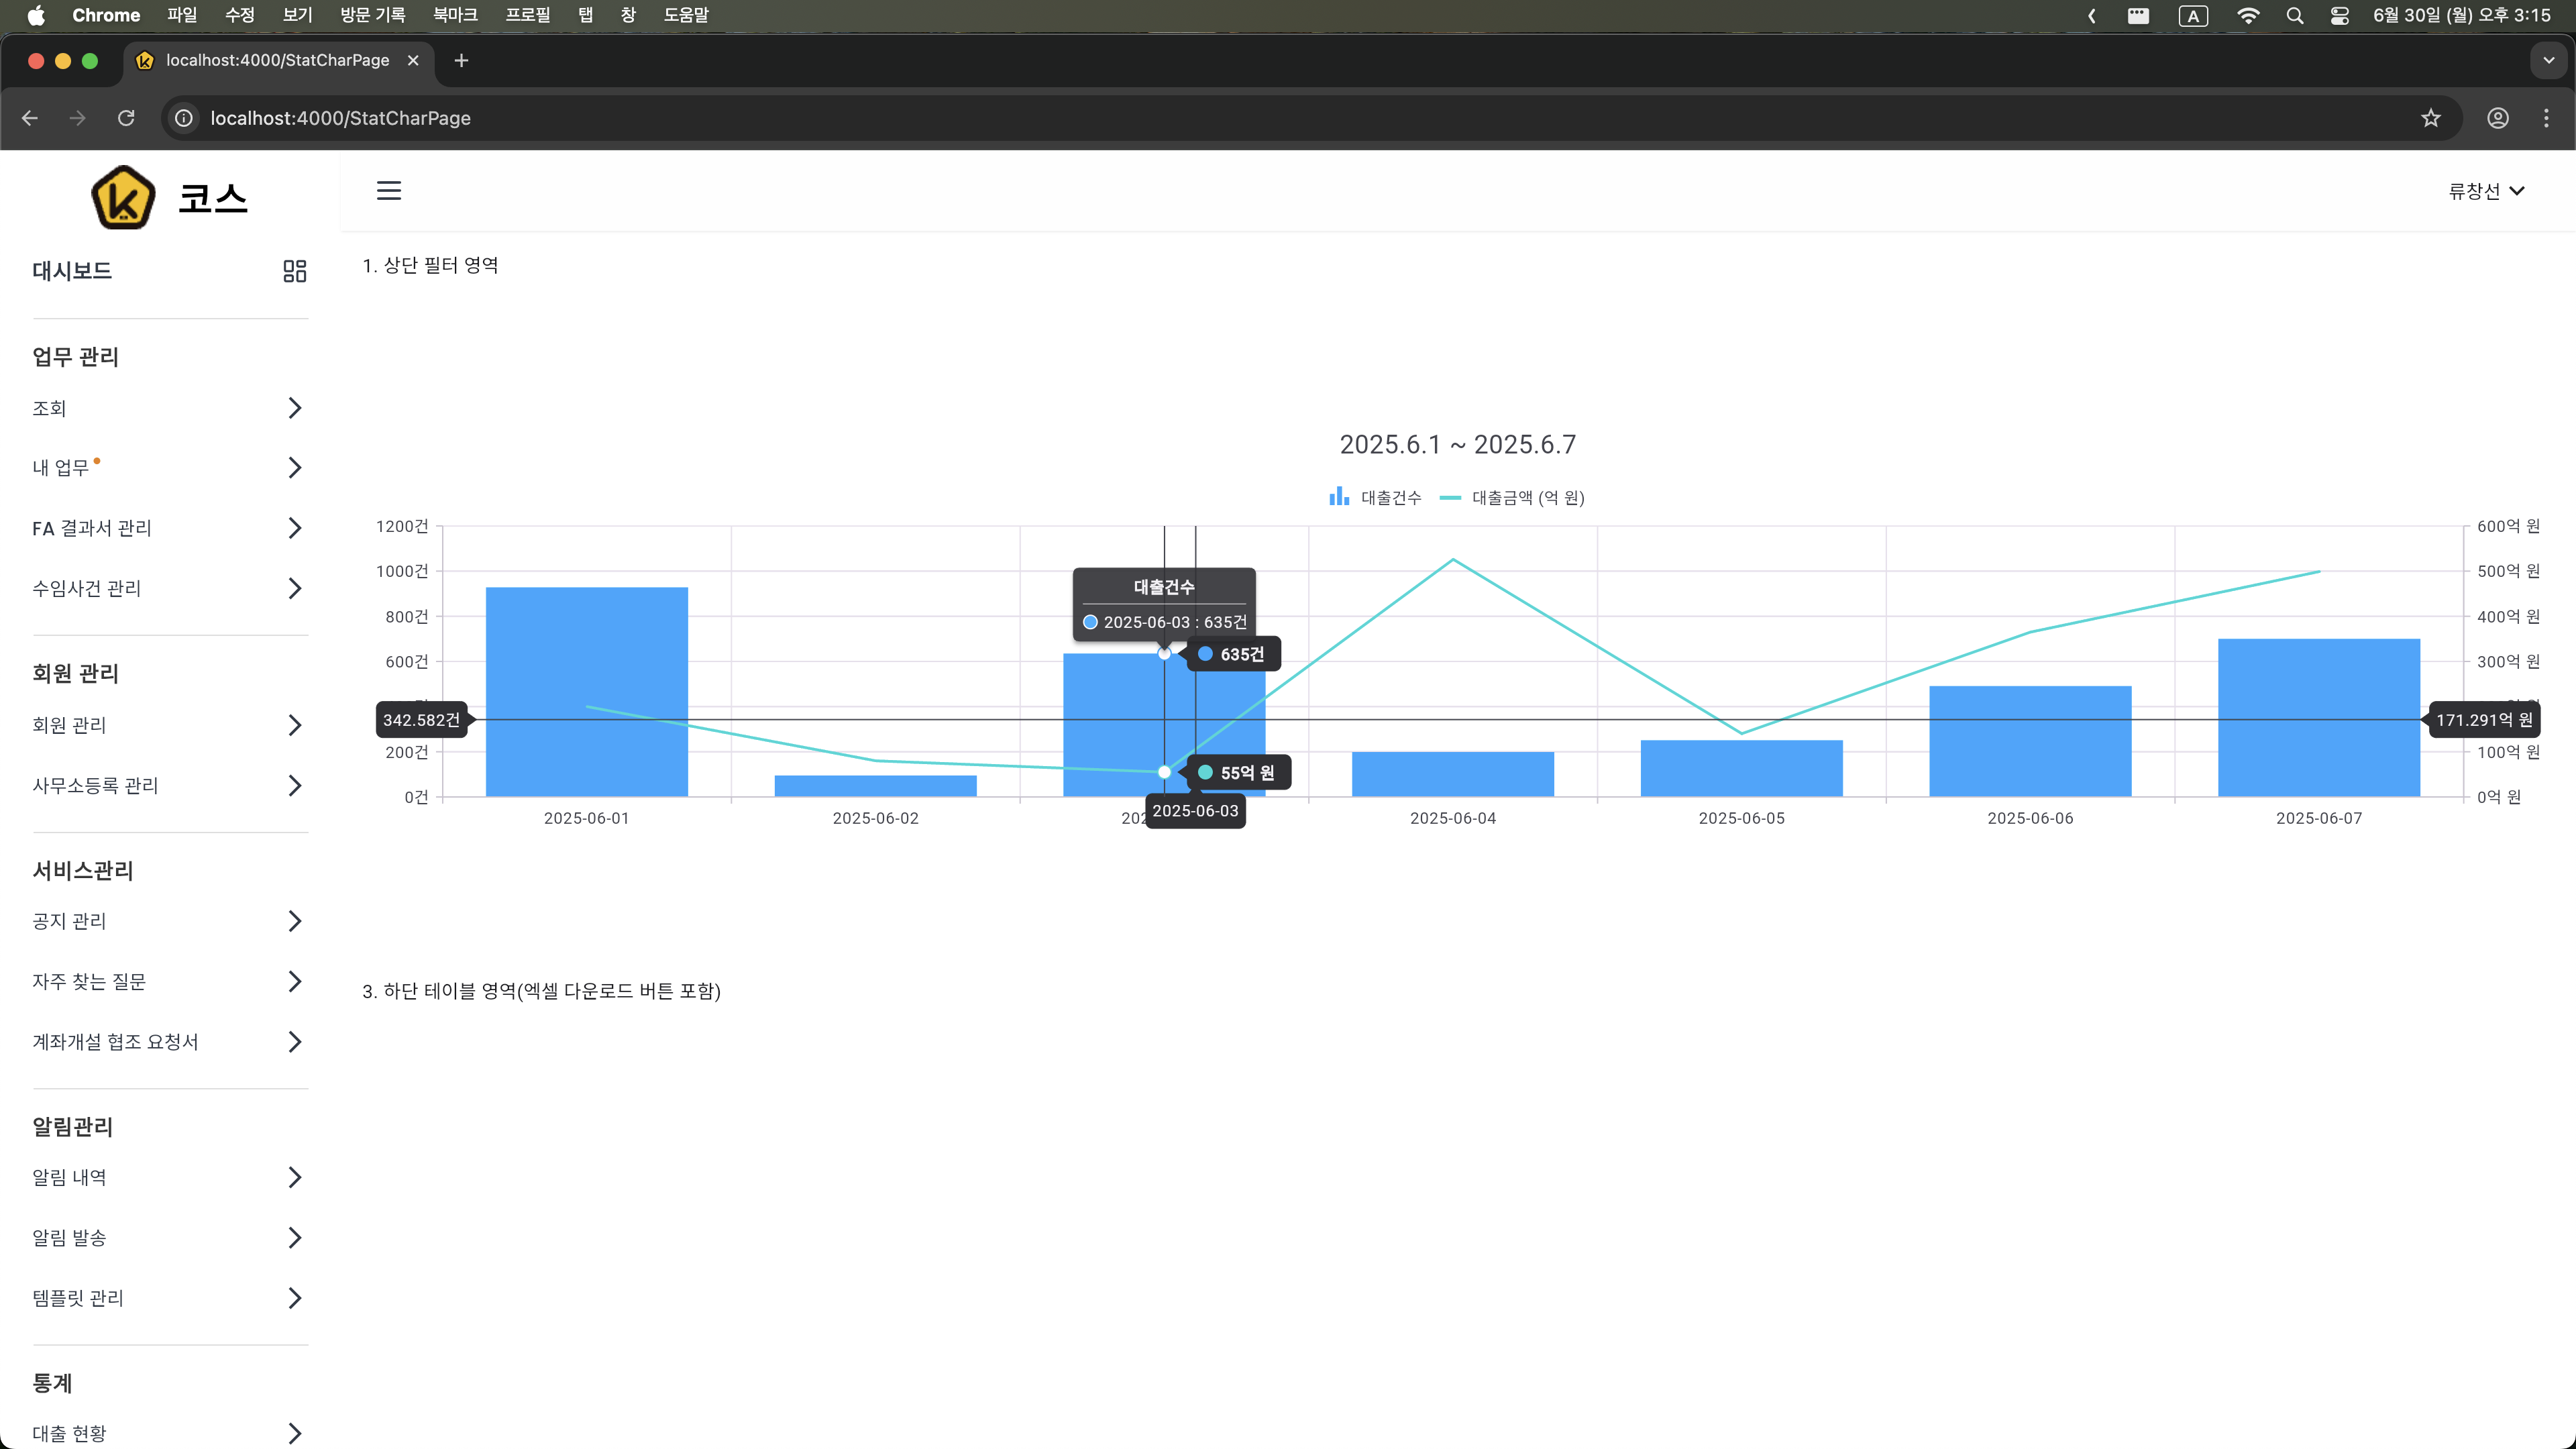 Chrome 파일 수정 보기 방문 기록 북마크 프로필 탭 창 도움말 A 6월 30일 (월) 오후 3:15
localhost:4000/StatCharPage
localhost:4000/StatCharPage
코스
류창선
대시보드
업무 관리
조회
내 업무
FA 결과서 관리
수임사건 관리
회원 관리
회원 관리
사무소등록 관리
서비스관리
공지 관리
자주 찾는 질문
계좌개설 협조 요청서
알림관리
알림 내역
알림 발송
템플릿 관리
통계
대출 현황
1. 상단 필터 영역
2025.6.1 ~ 2025.6.7
대출건수 대출금액 (억 원)
1200건 600억 원
1000건 500억 원
800건 400억 원
600건 300억 원
200건 100억 원
0건 0억 원
대출건수
2025-06-03 : 635건
635건
342.582건 171.291억 원
55억 원
2025-06-03
2025-06-01 2025-06-02 202 2025-06-04 2025-06-05 2025-06-06 2025-06-07
3. 하단 테이블 영역(엑셀 다운로드 버튼 포함)